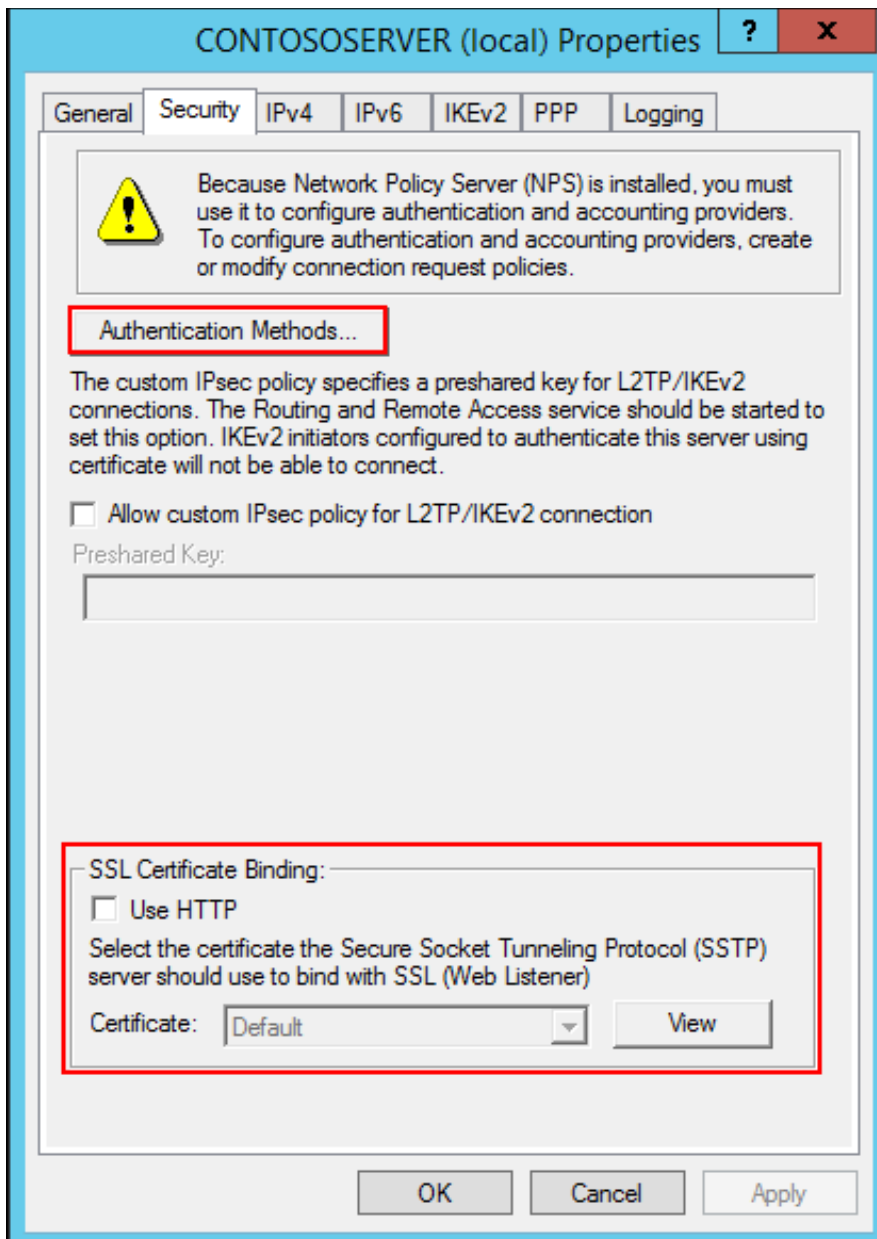 CONTOSOSERVER (local) Properties
?
x
General
Security
IPv4
IPv6
IKEv2
PPP
Logging
Because Network Policy Server (NPS) is installed, you must
use it to configure authentication and accounting providers.
To configure authentication and accounting providers, create
or modify connection request policies.
Authentication Methods...
The custom IPsec policy specifies a preshared key for L2TP/IKEv2
connections. The Routing and Remote Access service should be started to
set this option. IKEv2 initiators configured to authenticate this server using
certificate will not be able to connect.
Allow custom IPsec policy for L2TP/IKEv2 connection
Preshared Key:
SSL Certificate Binding:
Use HTTP
Select the certificate the Secure Socket Tunneling Protocol (SSTP)
server should use to bind with SSL (Web Listener)
Certificate:
Default
View
OK
Cancel
Apply